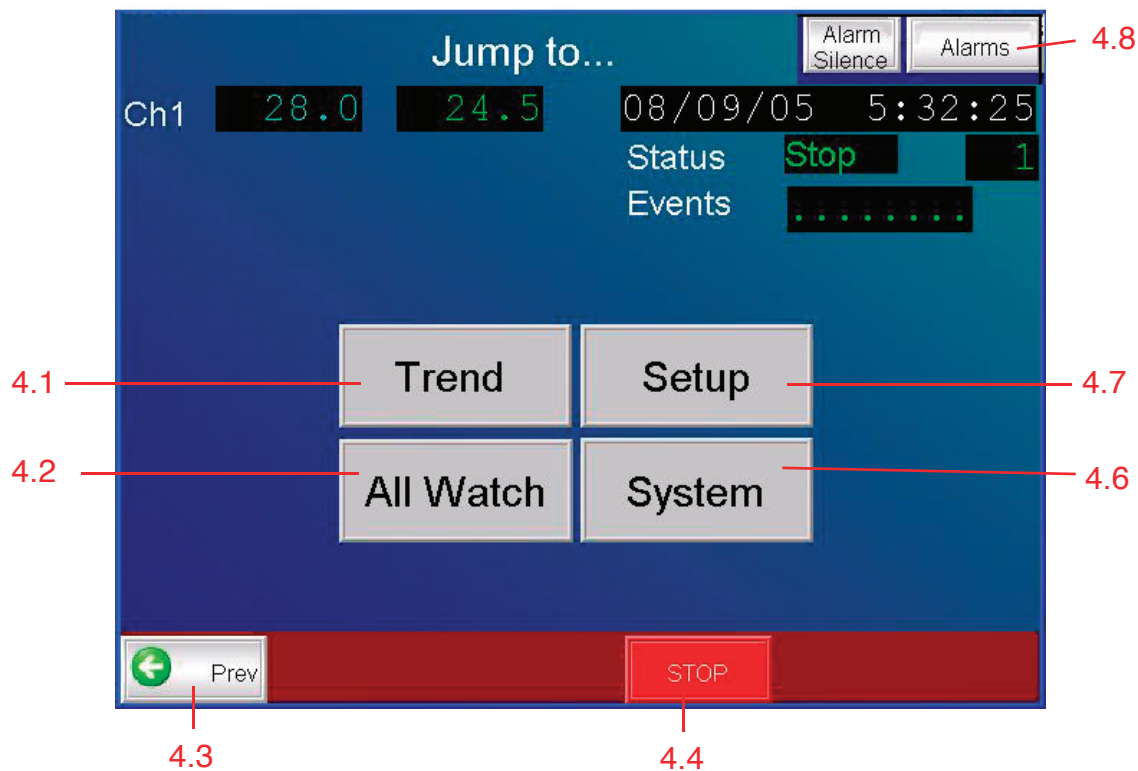 Jump to...
Alarm Silence
Alarms
4.8
Ch1 28.0 24.5 08/09/05 5:32:25
Status Stop 1
Events ........
4.1
Trend
Setup
4.7
4.2
All Watch
System
4.6
Prev
STOP
4.3
4.4